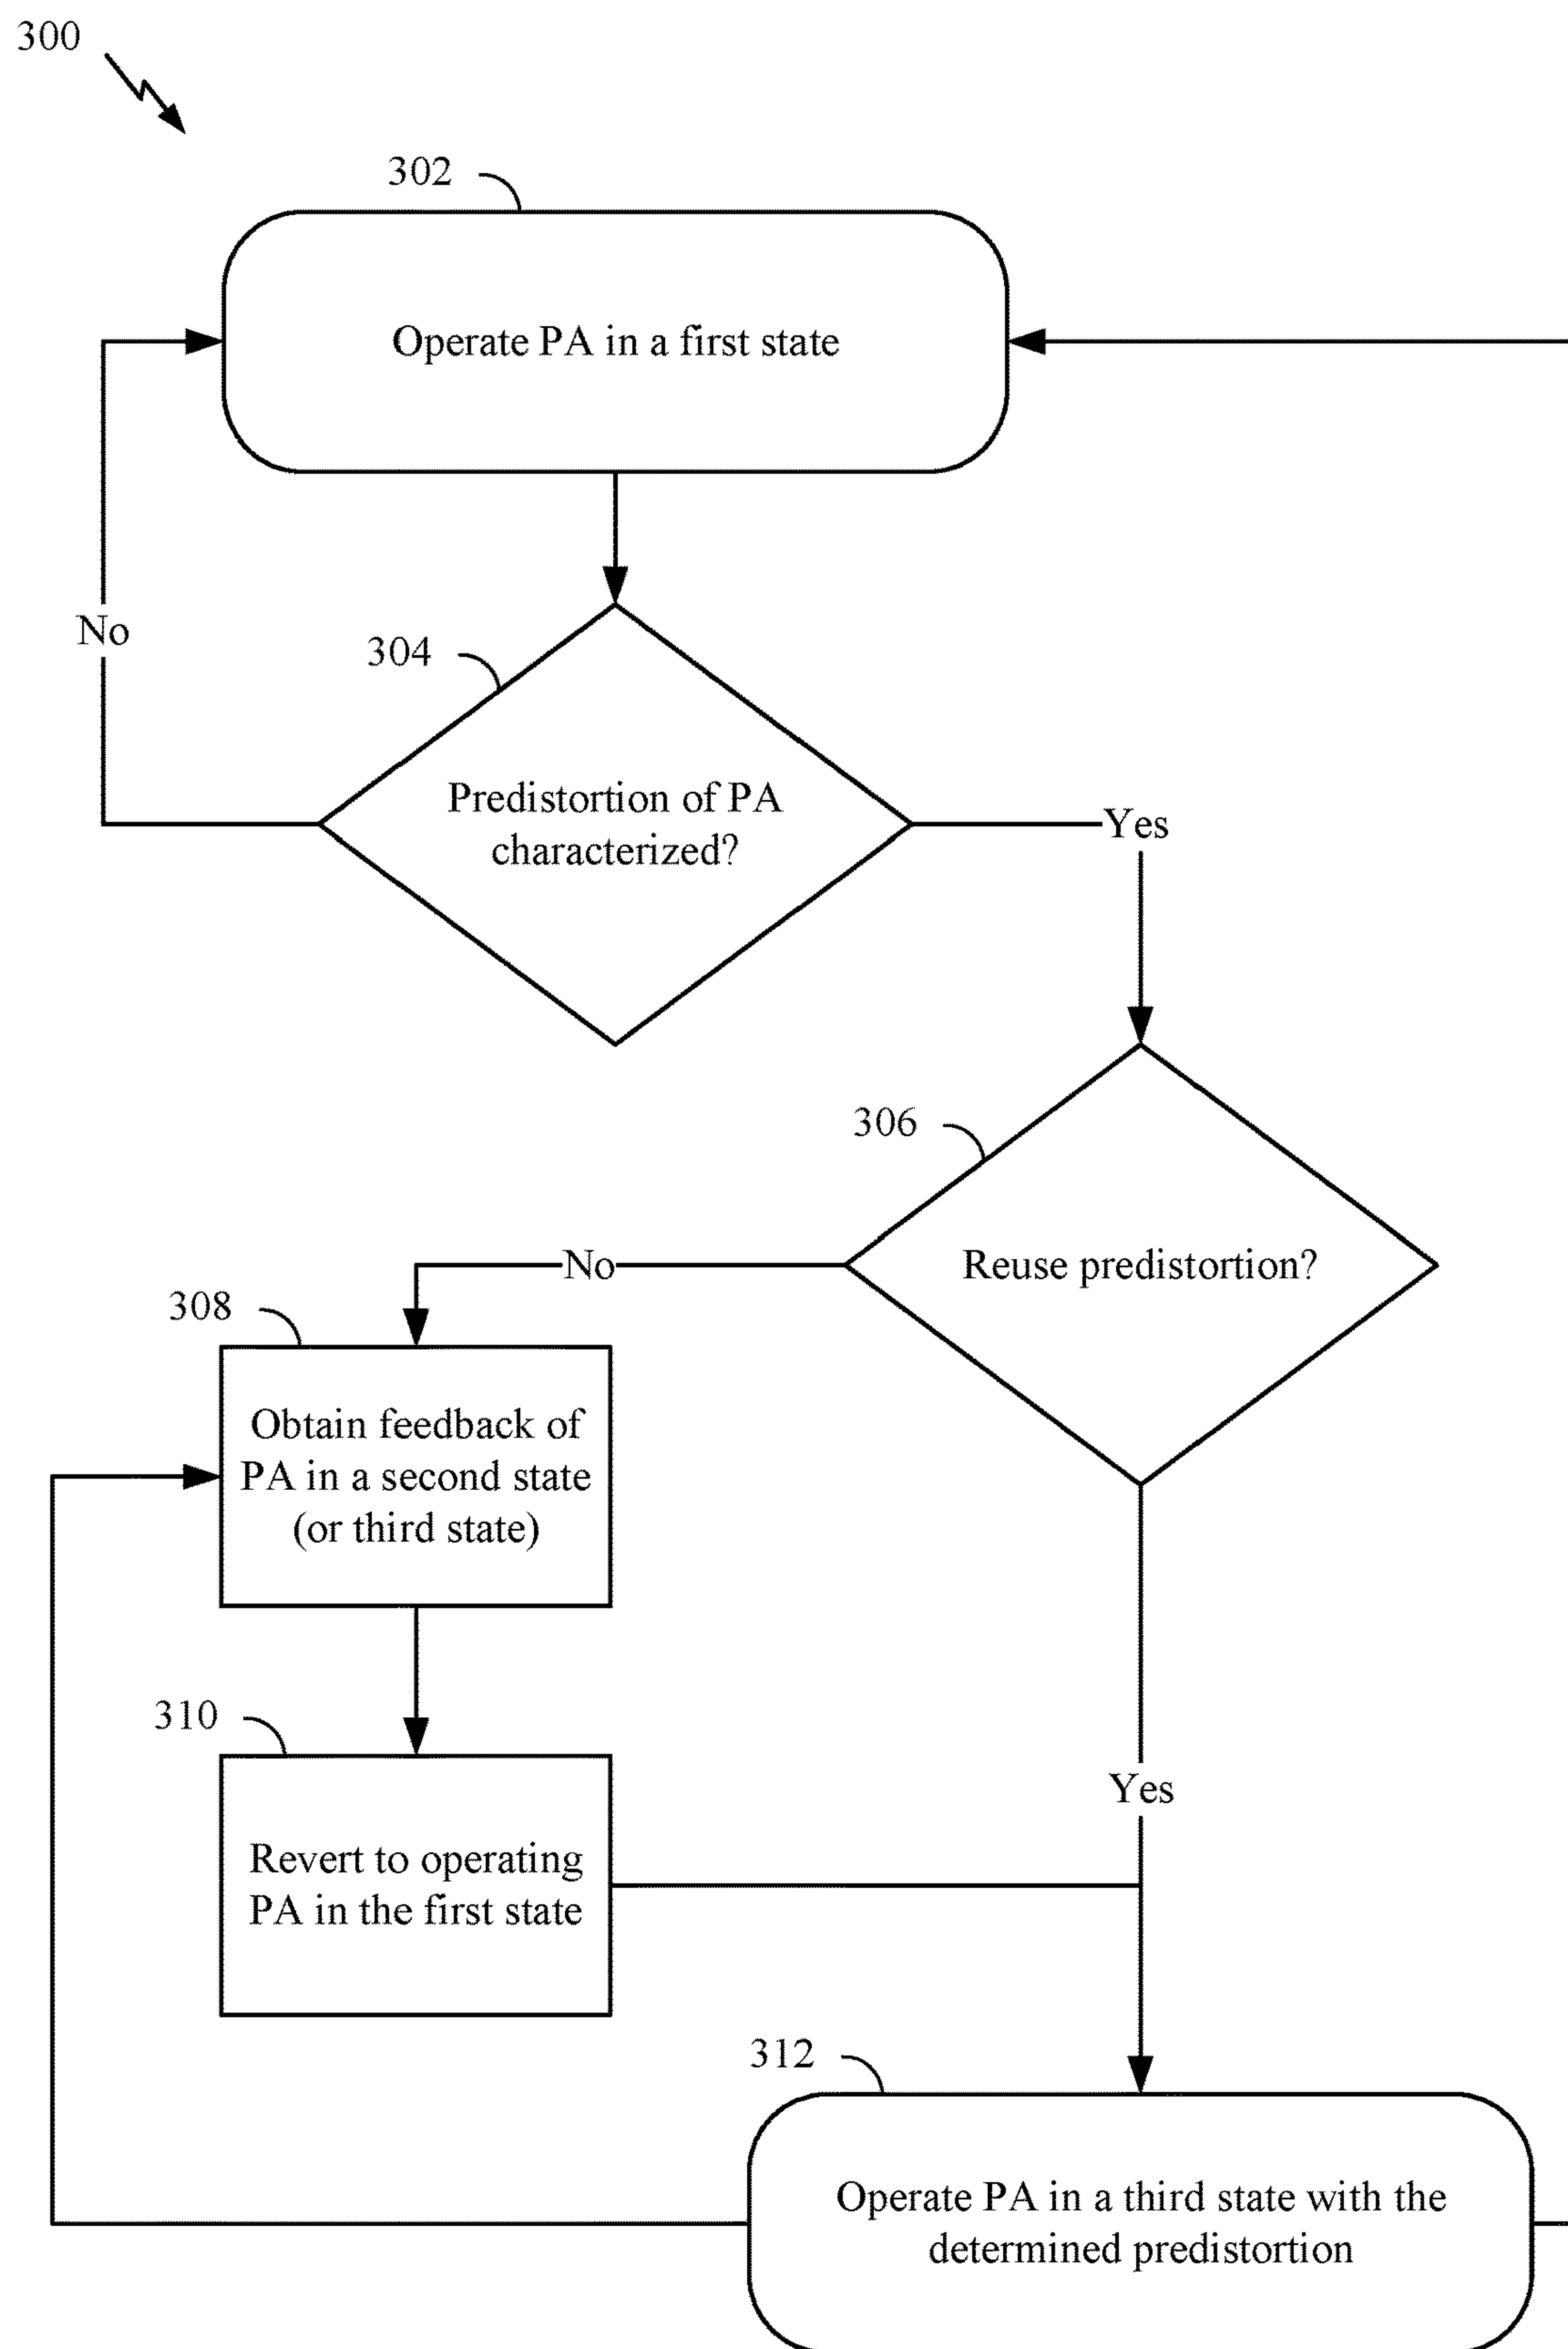 300
302
Operate PA in a first state
No
304
Predistortion of PA
characterized?
Yes
306
Reuse predistortion?
No
308
Obtain feedback of
PA in a second state
(or third state)
310
Revert to operating
PA in the first state
Yes
312
Operate PA in a third state with the
determined predistortion